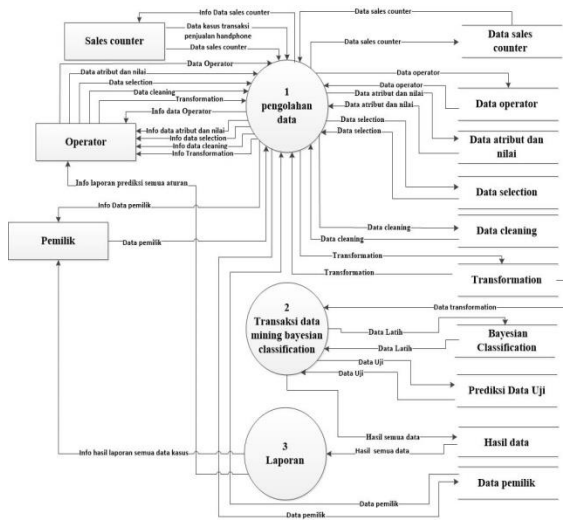 Info Data sales counter
Data sales counter
Sales counter
Data kasus transaksi
penjualan handphone
Data sales counter
Data sales counter
Data sales
counter
Data Operator
Data atribut dan nilai
Data selection
Data cleaning
Transformation
Info data Operator
1
pengolahan
data
Data operator
Data operator
Data atribut dan nilai
Data atribut dan nilai
Data selection
Data selection
Data operator
Operator
Info data atribut dan nilai
Info data selection
Info data cleaning
Info Transformation
Data atribut
dan nilai
Info laporan prediksi semua aturan
Data selection
Info Data pemilik
Pemilik
Data pemilik
Data cleaning
Data cleaning
Data cleaning
Transformation
Transformation
Transformation
Data transformation
2
Transaksi data
mining bayesian
classification
Data Latih
Data Latih
Bayesian
Classification
Data Uji
Data Uji
Prediksi Data Uji
3
Laporan
Hasil semua data
Hasil semua data
Hasil data
Info hasil laporan semua data kasus
Data pemilik
Data pemilik
Data pemilik